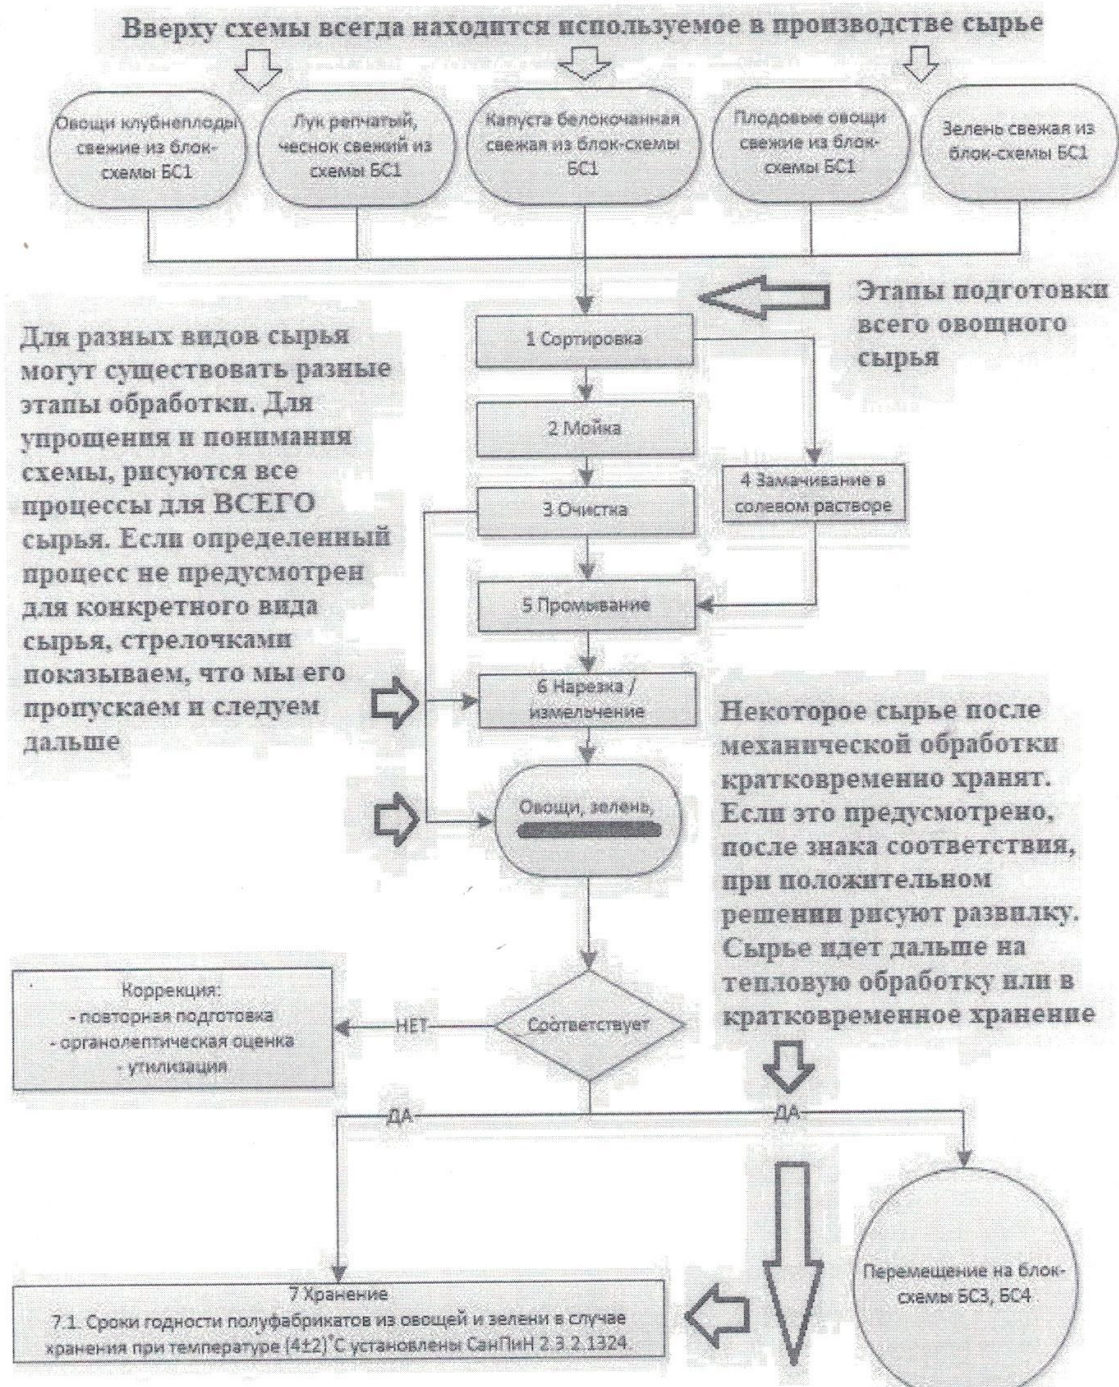 Вверху схемы всегда находится используемое в производстве сырье
Овощи клубнеплоды
свежие из блок-
схемы БС1
Лук репчатый,
чеснок свежий из
схемы БС1
Капуста белокочанная
свежая из блок-схемы
БС1
Плодовые овощи
свежие из блок-
схемы БС1
Зелень свежая из
блок-схемы БС1
Этапы подготовки
всего овощного
сырья
Для разных видов сырья
могут существовать разные
этапы обработки. Для
упрощения и понимания
схемы, рисуются все
процессы для ВСЕГО
сырья. Если определенный
процесс не предусмотрен
для конкретного вида
сырья, стрелочками
показываем, что мы его
пропускаем и следуем
дальше
1 Сортировка
2 Мойка
3 Очистка
4 Замачивание в
солевом растворе
5 Промывание
6 Нарезка /
измельчение
Овощи, зелень,
Некоторое сырье после
механической обработки
кратковременно хранят.
Если это предусмотрено,
после знака соответствия,
при положительном
решении рисуют развилку.
Сырье идет дальше на
тепловую обработку или в
кратковременное хранение
Коррекция:
- повторная подготовка
- органолептическая оценка
- утилизация
НЕТ
Соответствует
ДА
ДА
7 Хранение
7.1. Сроки годности полуфабрикатов из овощей и зелени в случае
хранения при температуре (4±2)°С установлены СанПиН 2.3.2.1324.
Перемещение на блок-
схемы БС3, БС4